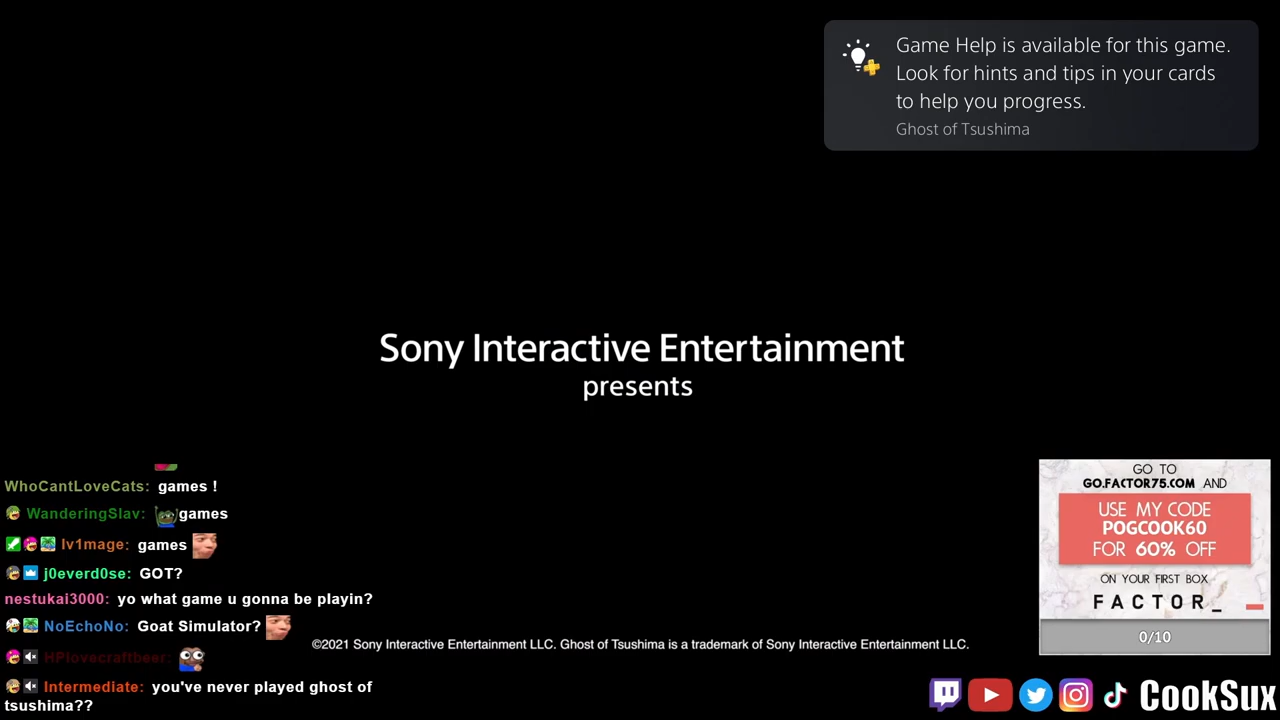 Game Help is available for this game.
Look for hints and tips in your cards
to help you progress.
Ghost of Tsushima
Sony Interactive Entertainment
presents
WhoCantLoveCats: games !
WanderingSlav: games
lv1mage: games
j0everd0se: GOT?
nestukai3000: yo what game u gonna be playin?
NoEchoNo: Goat Simulator?
HPlovecraftbeer:
Intermediate: you've never played ghost of
tsushima??
©2021 Sony Interactive Entertainment LLC. Ghost of Tsushima is a trademark of Sony Interactive Entertainment LLC.
GO TO
GO.FACTOR75.COM AND
USE MY CODE
POGCOOK60
FOR 60% OFF
ON YOUR FIRST BOX
FACTOR_
0/10
CookSux